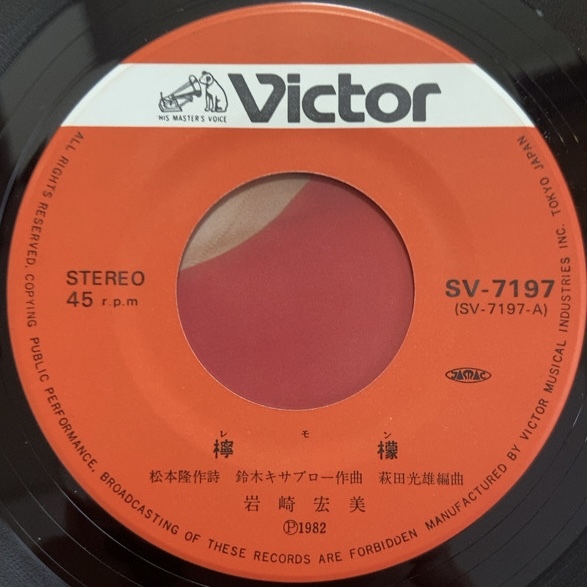 Victor
HIS MASTER'S VOICE
STEREO
45 r.p.m
SV-7197
(SV-7197-A)
JASRAC
レモン
檸檬
松本隆作詩 鈴木キサブロー作曲 萩田光雄編曲
岩崎宏美
Ⓟ1982
ALL RIGHTS RESERVED, COPYING PUBLIC PERFORMANCE, BROADCASTING OF THESE RECORDS ARE FORBIDDEN MANUFACTURED BY VICTOR MUSICAL INDUSTRIES INC. TOKYO JAPAN